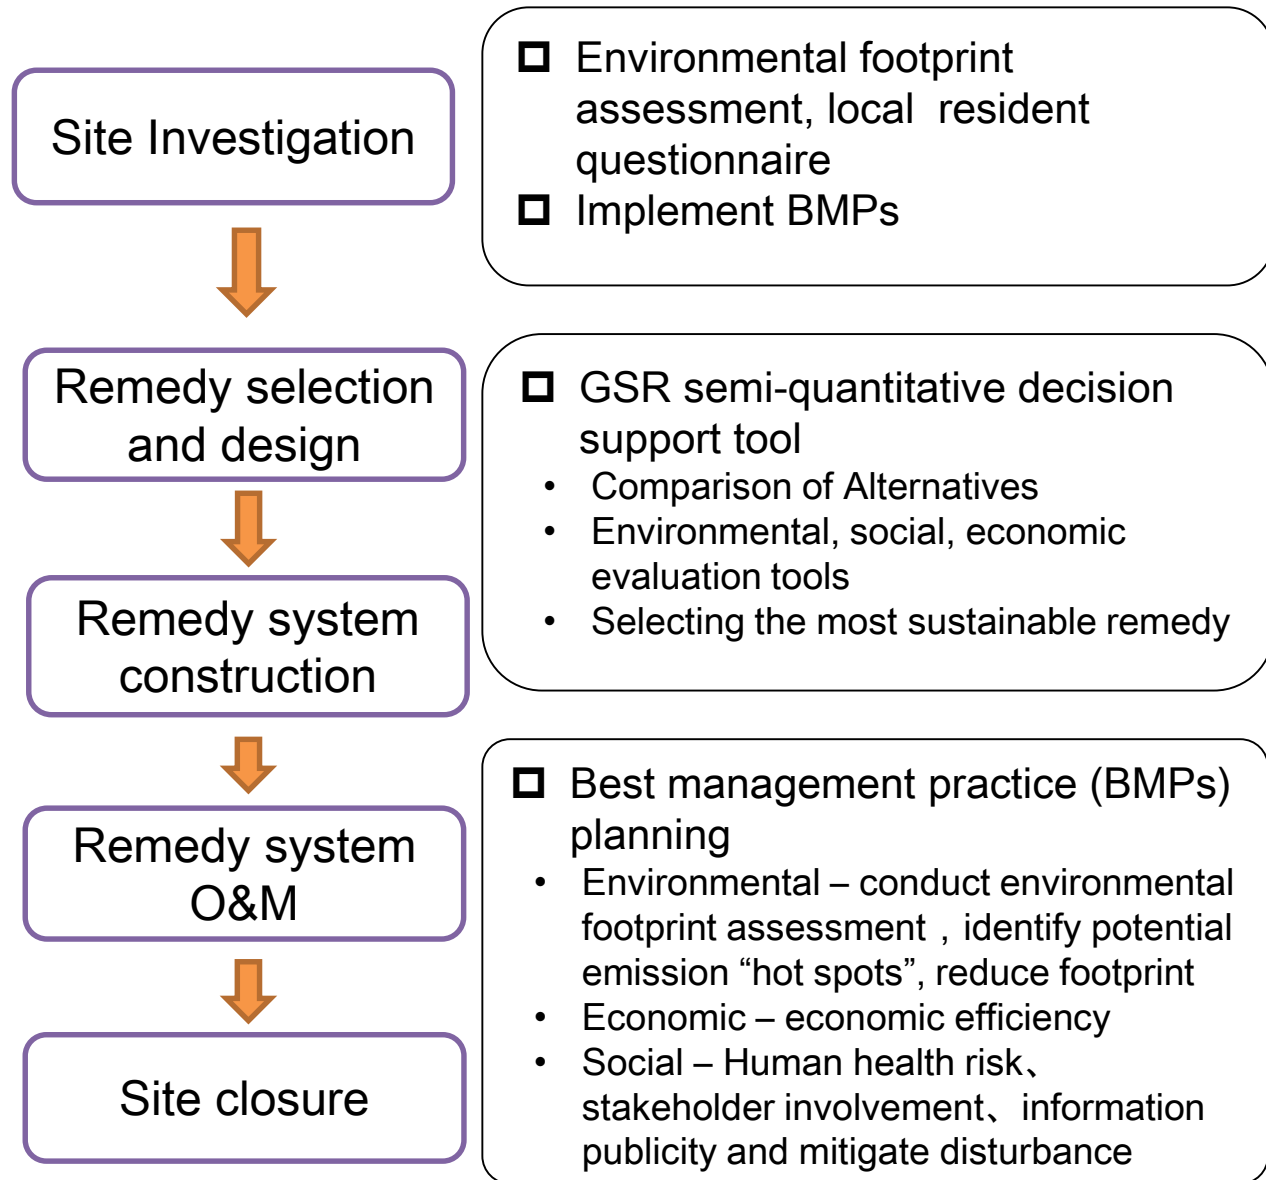 Site Investigation
Environmental footprint
assessment, local resident
questionnaire
Implement BMPs
Remedy selection
and design
GSR semi-quantitative decision
support tool
• Comparison of Alternatives
• Environmental, social, economic
evaluation tools
• Selecting the most sustainable remedy
Remedy system
construction
Remedy system
O&M
Best management practice (BMPs)
planning
• Environmental – conduct environmental
footprint assessment , identify potential
emission “hot spots”, reduce footprint
• Economic – economic efficiency
• Social – Human health risk、
stakeholder involvement、information
publicity and mitigate disturbance
Site closure